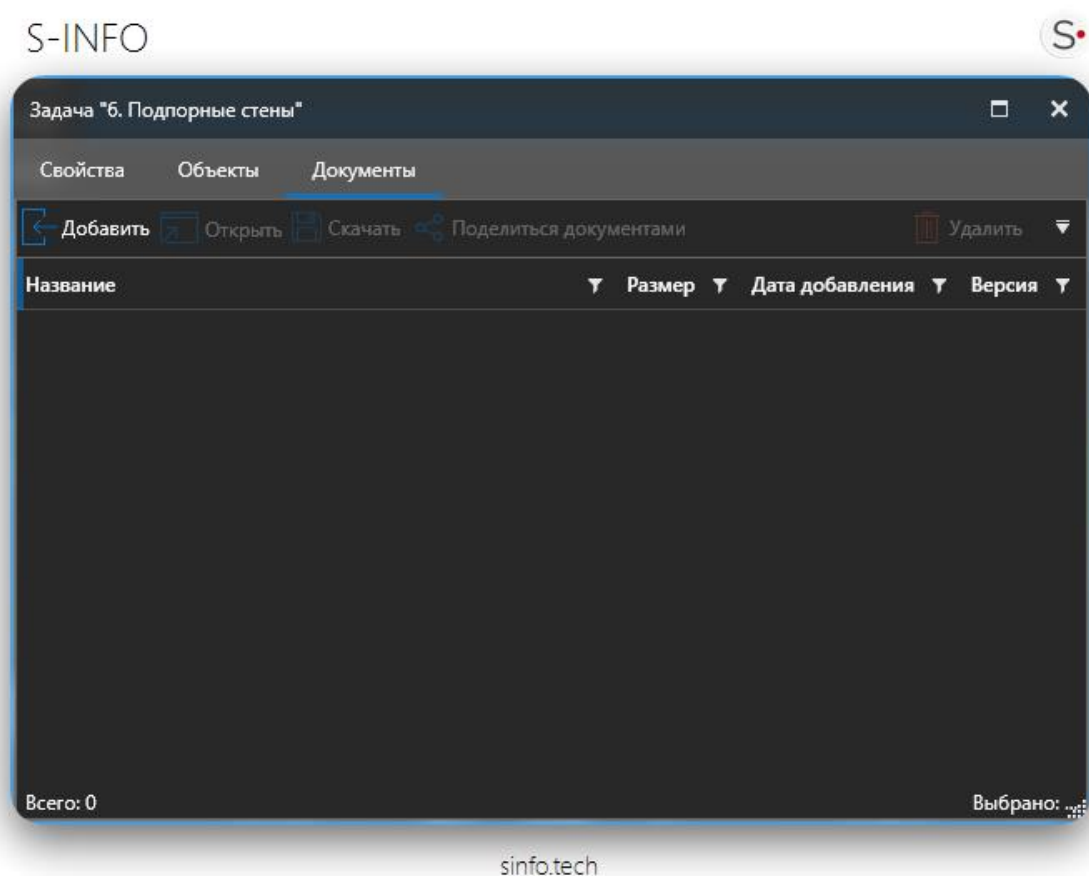 S-INFO
S
Задача "6. Подпорные стены"
Свойства Объекты Документы
Добавить Открыть Скачать Поделиться документами Удалить
Название Размер Дата добавления Версия
Всего: 0 Выбрано: ...
sinfo.tech